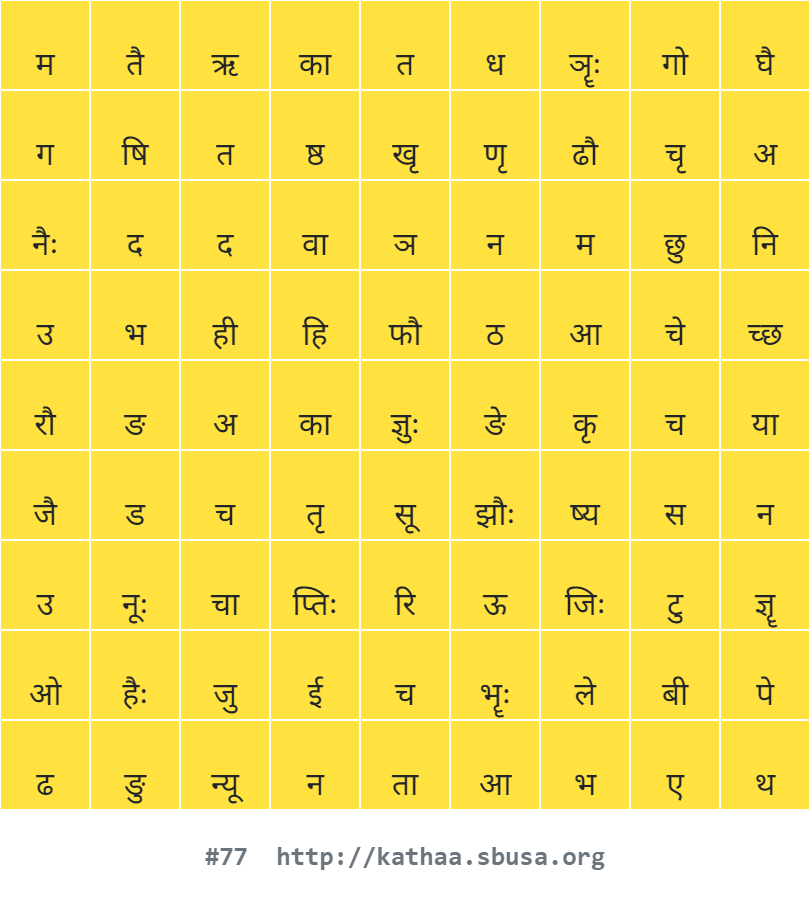 म तै ऋ का त ध ञॄः गो घै
ग षि त ष्ठ खृ णृ ढौ चृ अ
नैः द द वा ञ न म छु नि
उ भ ही हि फौ ठ आ चे च्छ
रौ ङ अ का ज्ञुः ङे कृ च या
जै ड च तृ सू झौः ष्य स न
उ नूः चा प्तिः रि ऊ जिः टु ज्ञॄ
ओ हैः जु ई च भॄः ले बी पे
ढ ङु न्यू न ता आ भ ए थ
#77 http://kathaa.sbusa.org